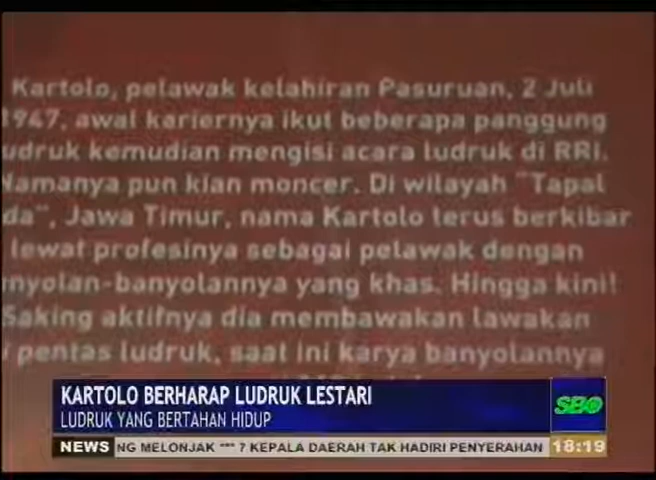 Kartolo, pelawak kelahiran Pasuruan, 2 Juli
1947, awal kariernya ikut beberapa panggung
udruk kemudian mengisi acara ludruk di RRI.
Namanya pun kian moncer. Di wilayah "Tapal
da", Jawa Timur, nama Kartolo terus berkibar
lewat profesinya sebagai pelawak dengan
nyolan-banyolannya yang khas. Hingga kini!
Saking aktifnya dia membawakan lawakan
pentas ludruk, saat ini karya banyolannya
KARTOLO BERHARAP LUDRUK LESTARI
SBO
LUDRUK YANG BERTAHAN HIDUP
NEWS NG MELONJAK *** 7 KEPALA DAERAH TAK HADIRI PENYERAHAN 18:19